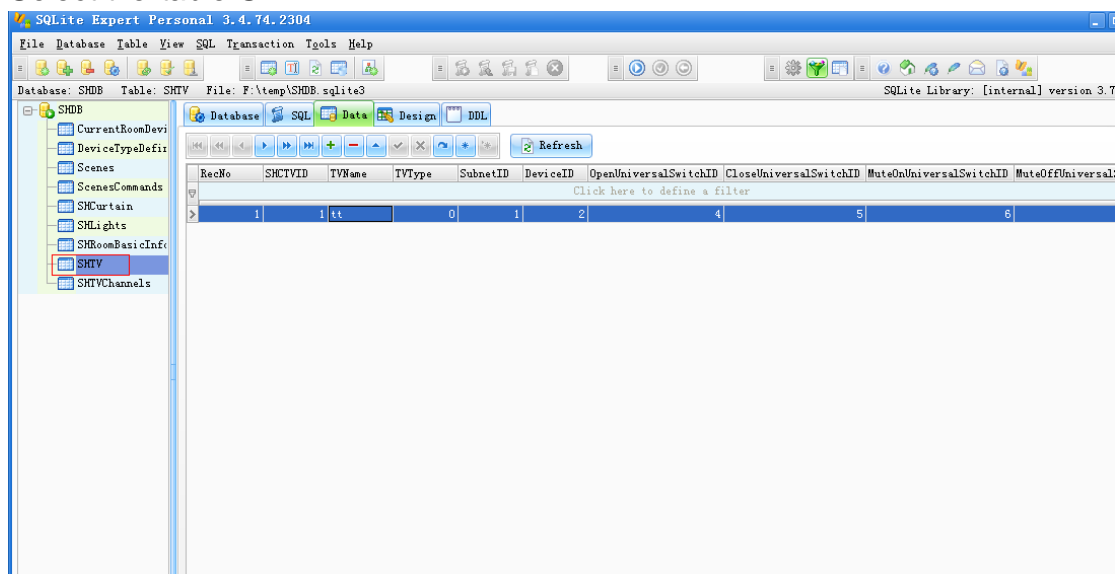 SQLite Expert Personal 3.4.74.2304
File Database Table View SQL Transaction Tools Help
Database: SHDB Table: SHTV File: F:\temp\SHDB.sqlite3 SQLite Library: [internal] version 3.7
SHDB
CurrentRoomDevi
DeviceTypeDefin
Scenes
ScenesCommands
SHCurtain
SHLights
SHRoomBasicInfo
SHTV
SHTVChannels
Database SQL Data Design DDL
Refresh
RecNo SHCTVID TVName TVType SubnetID DeviceID OpenUniversalSwitchID CloseUniversalSwitchID MuteOnUniversalSwitchID MuteOffUniversalS
Click here to define a filter
1 1 tt 0 1 2 4 5 6